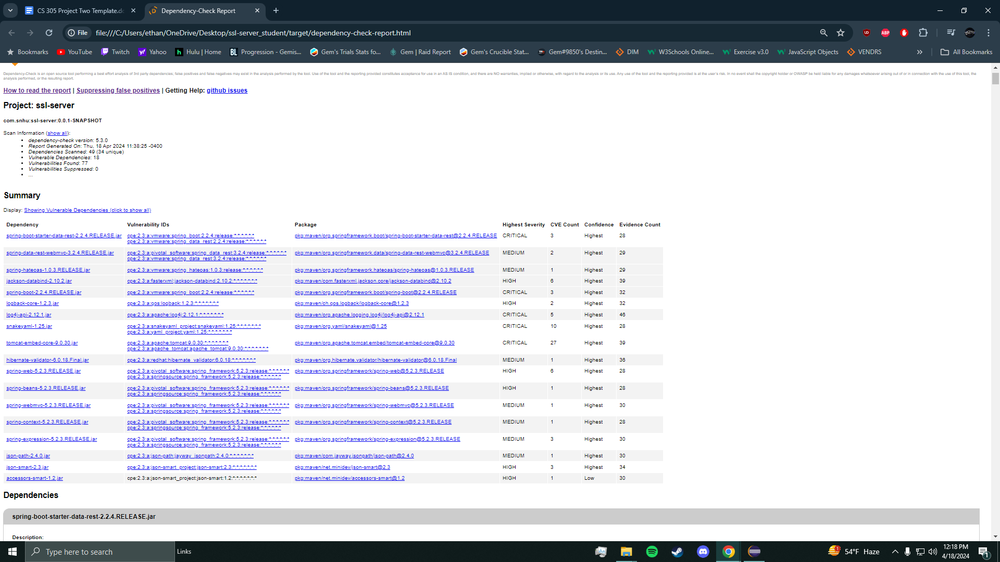 CS 305 Project Two Template.do
Dependency-Check Report
File
file:///C:/Users/ethan/OneDrive/Desktop/ssl-server_student/target/dependency-check-report.html
Bookmarks YouTube Twitch Yahoo Hulu | Home Progression - Gemis... Gem's Trials Stats fo... Gem | Raid Report Gem's Crucible Stat... Gem#9850's Destin... DIM W3Schools Online... Exercise v3.0 JavaScript Objects VENDRS » All Bookmarks
Dependency-Check is an open source tool performing a best effort analysis of 3rd party dependencies; false positives and false negatives may exist in the analysis performed by the tool. Use of the tool and the reporting provided constitutes acceptance for use in an AS IS condition, and there are NO warranties, implied or otherwise, with regard to the analysis or its use. Any use of the tool and the reporting provided is at the user's risk. In no event shall the copyright holder or OWASP be held liable for any damages whatsoever arising out of or in connection with the use of this tool, the
analysis performed, or the resulting report.
How to read the report | Suppressing false positives | Getting Help: github issues
Project: ssl-server
com.snhu:ssl-server:0.0.1-SNAPSHOT
Scan Information (show all):
• dependency-check version: 5.3.0
• Report Generated On: Thu, 18 Apr 2024 11:38:25 -0400
• Dependencies Scanned: 49 (34 unique)
• Vulnerable Dependencies: 18
• Vulnerabilities Found: 77
• Vulnerabilities Suppressed: 0
• ...
Summary
Display: Showing Vulnerable Dependencies (click to show all)
Dependency Vulnerability IDs Package Highest Severity CVE Count Confidence Evidence Count
spring-boot-starter-data-rest-2.2.4.RELEASE.jar cpe:2.3:a:vmware:spring_boot:2.2.4:release:*:*:*:*:*:* pkg:maven/org.springframework.boot/spring-boot-starter-data-rest@2.2.4.RELEASE CRITICAL 3 Highest 28
cpe:2.3:a:vmware:spring_data_rest:2.2.4:release:*:*:*:*:*:*
spring-data-rest-webmvc-3.2.4.RELEASE.jar cpe:2.3:a:pivotal_software:spring_data_rest:3.2.4:release:*:*:*:*:*:* pkg:maven/org.springframework.data/spring-data-rest-webmvc@3.2.4.RELEASE MEDIUM 2 Highest 29
cpe:2.3:a:vmware:spring_data_rest:3.2.4:release:*:*:*:*:*:*
spring-hateoas-1.0.3.RELEASE.jar cpe:2.3:a:vmware:spring_hateoas:1.0.3:release:*:*:*:*:*:* pkg:maven/org.springframework.hateoas/spring-hateoas@1.0.3.RELEASE MEDIUM 1 Highest 29
jackson-databind-2.10.2.jar cpe:2.3:a:fasterxml:jackson-databind:2.10.2:*:*:*:*:*:*:* pkg:maven/com.fasterxml.jackson.core/jackson-databind@2.10.2 HIGH 6 Highest 39
spring-boot-2.2.4.RELEASE.jar cpe:2.3:a:vmware:spring_boot:2.2.4:release:*:*:*:*:*:* pkg:maven/org.springframework.boot/spring-boot@2.2.4.RELEASE CRITICAL 3 Highest 32
logback-core-1.2.3.jar cpe:2.3:a:qos:logback:1.2.3:*:*:*:*:*:*:* pkg:maven/ch.qos.logback/logback-core@1.2.3 HIGH 2 Highest 32
log4j-api-2.12.1.jar cpe:2.3:a:apache:log4j:2.12.1:*:*:*:*:*:*:* pkg:maven/org.apache.logging.log4j/log4j-api@2.12.1 CRITICAL 5 Highest 46
snakeyaml-1.25.jar cpe:2.3:a:snakeyaml_project:snakeyaml:1.25:*:*:*:*:*:*:* pkg:maven/org.yaml/snakeyaml@1.25 CRITICAL 10 Highest 28
cpe:2.3:a:yaml_project:yaml:1.25:*:*:*:*:*:*:*
tomcat-embed-core-9.0.30.jar cpe:2.3:a:apache:tomcat:9.0.30:*:*:*:*:*:*:* pkg:maven/org.apache.tomcat.embed/tomcat-embed-core@9.0.30 CRITICAL 27 Highest 39
cpe:2.3:a:apache_tomcat:apache_tomcat:9.0.30:*:*:*:*:*:*:*
hibernate-validator-6.0.18.Final.jar cpe:2.3:a:redhat:hibernate_validator:6.0.18:*:*:*:*:*:*:* pkg:maven/org.hibernate.validator/hibernate-validator@6.0.18.Final MEDIUM 1 Highest 36
spring-web-5.2.3.RELEASE.jar cpe:2.3:a:pivotal_software:spring_framework:5.2.3:release:*:*:*:*:*:* pkg:maven/org.springframework/spring-web@5.2.3.RELEASE HIGH 6 Highest 28
cpe:2.3:a:springsource:spring_framework:5.2.3:release:*:*:*:*:*:*
spring-beans-5.2.3.RELEASE.jar cpe:2.3:a:pivotal_software:spring_framework:5.2.3:release:*:*:*:*:*:* pkg:maven/org.springframework/spring-beans@5.2.3.RELEASE HIGH 1 Highest 28
cpe:2.3:a:springsource:spring_framework:5.2.3:release:*:*:*:*:*:*
spring-webmvc-5.2.3.RELEASE.jar cpe:2.3:a:pivotal_software:spring_framework:5.2.3:release:*:*:*:*:*:* pkg:maven/org.springframework/spring-webmvc@5.2.3.RELEASE MEDIUM 1 Highest 30
cpe:2.3:a:springsource:spring_framework:5.2.3:release:*:*:*:*:*:*
spring-context-5.2.3.RELEASE.jar cpe:2.3:a:pivotal_software:spring_framework:5.2.3:release:*:*:*:*:*:* pkg:maven/org.springframework/spring-context@5.2.3.RELEASE MEDIUM 1 Highest 28
cpe:2.3:a:springsource:spring_framework:5.2.3:release:*:*:*:*:*:*
spring-expression-5.2.3.RELEASE.jar cpe:2.3:a:pivotal_software:spring_framework:5.2.3:release:*:*:*:*:*:* pkg:maven/org.springframework/spring-expression@5.2.3.RELEASE MEDIUM 3 Highest 30
cpe:2.3:a:springsource:spring_framework:5.2.3:release:*:*:*:*:*:*
json-path-2.4.0.jar cpe:2.3:a:json-path:jayway_jsonpath:2.4.0:*:*:*:*:*:*:* pkg:maven/com.jayway.jsonpath/json-path@2.4.0 MEDIUM 1 Highest 30
json-smart-2.3.jar cpe:2.3:a:json-smart_project:json-smart:2.3:*:*:*:*:*:*:* pkg:maven/net.minidev/json-smart@2.3 HIGH 3 Highest 34
accessors-smart-1.2.jar cpe:2.3:a:json-smart_project:json-smart:1.2:*:*:*:*:*:*:* pkg:maven/net.minidev/accessors-smart@1.2 HIGH 1 Low 30
Dependencies
spring-boot-starter-data-rest-2.2.4.RELEASE.jar
Description:
Type here to search
Links
54°F Haze
12:18 PM
4/18/2024